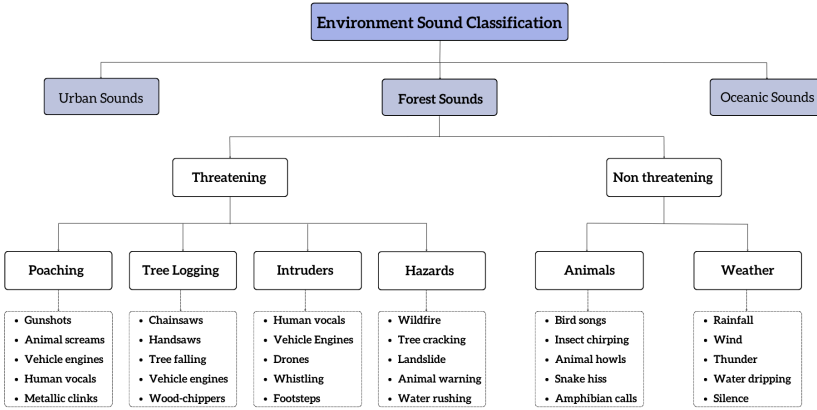 Environment Sound Classification
Urban Sounds
Forest Sounds
Oceanic Sounds
Threatening
Non threatening
Poaching
Tree Logging
Intruders
Hazards
Animals
Weather
• Gunshots
• Animal screams
• Vehicle engines
• Human vocals
• Metallic clinks
• Chainsaws
• Handsaws
• Tree falling
• Vehicle engines
• Wood-chippers
• Human vocals
• Vehicle Engines
• Drones
• Whistling
• Footsteps
• Wildfire
• Tree cracking
• Landslide
• Animal warning
• Water rushing
• Bird songs
• Insect chirping
• Animal howls
• Snake hiss
• Amphibian calls
• Rainfall
• Wind
• Thunder
• Water dripping
• Silence